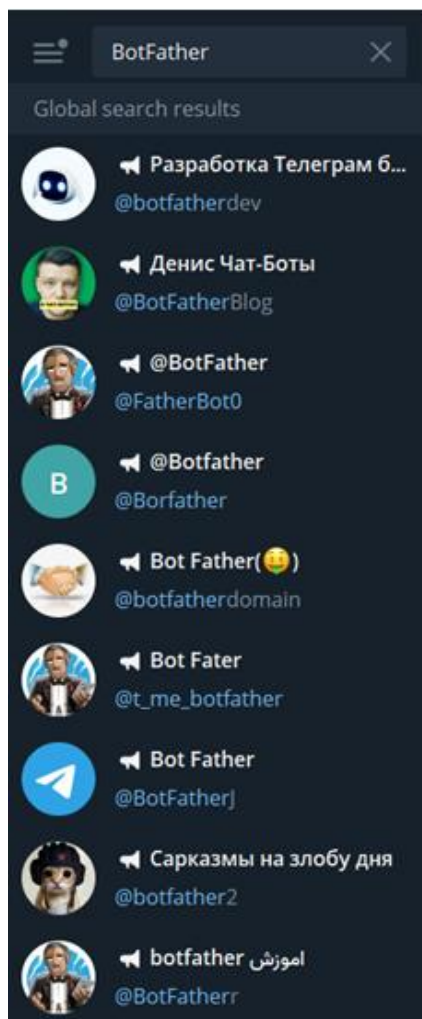 BotFather
Global search results
Разработка Телеграм б...
@botfatherdev
Денис Чат-Боты
@BotFatherBlog
@BotFather
@FatherBot0
B
@Botfather
@Borfather
Bot Father(🤑)
@botfatherdomain
Bot Fater
@t_me_botfather
Bot Father
@BotFatherJ
Сарказмы на злобу дня
@botfather2
botfather اموزش
@BotFatherr